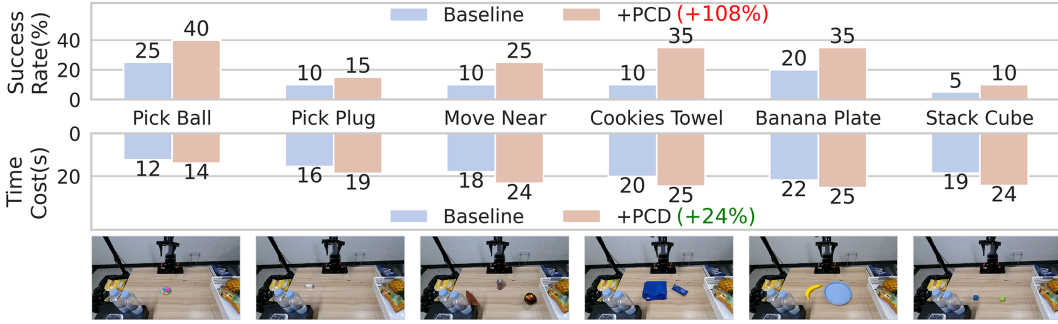 Success
Rate(%)
Baseline +PCD (+108%)
40
20
0
25 40
10 15
10 25
10 35
20 35
5 10
Pick Ball Pick Plug Move Near Cookies Towel Banana Plate Stack Cube
Time
Cost(s)
0
20
12 14
16 19
18 24
20 25
22 25
19 24
Baseline +PCD (+24%)